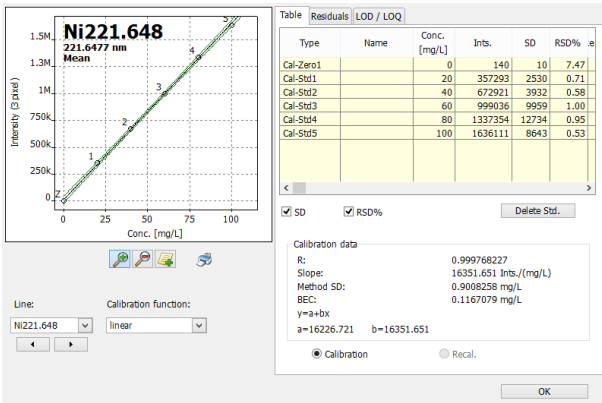 Ni221.648
221.6477 nm
Mean
1.5M
1.3M
1M
750k
500k
250k
0
Intensity (3 pixel)
Z
1
2
3
4
5
0 25 50 75 100
Conc. [mg/L]
Line: Calibration function:
Ni221.648 linear
Table Residuals LOD / LOQ
Type Name Conc. [mg/L] Ints. SD RSD%
Cal-Zero1 0 140 10 7.47
Cal-Std1 20 357293 2530 0.71
Cal-Std2 40 672921 3932 0.58
Cal-Std3 60 999036 9959 1.00
Cal-Std4 80 1337354 12734 0.95
Cal-Std5 100 1636111 8643 0.53
SD RSD% Delete Std.
Calibration data
R: 0.999768227
Slope: 16351.651 Ints./(mg/L)
Method SD: 0.9008258 mg/L
BEC: 0.1167079 mg/L
y=a+bx
a=16226.721 b=16351.651
Calibration Recal.
OK